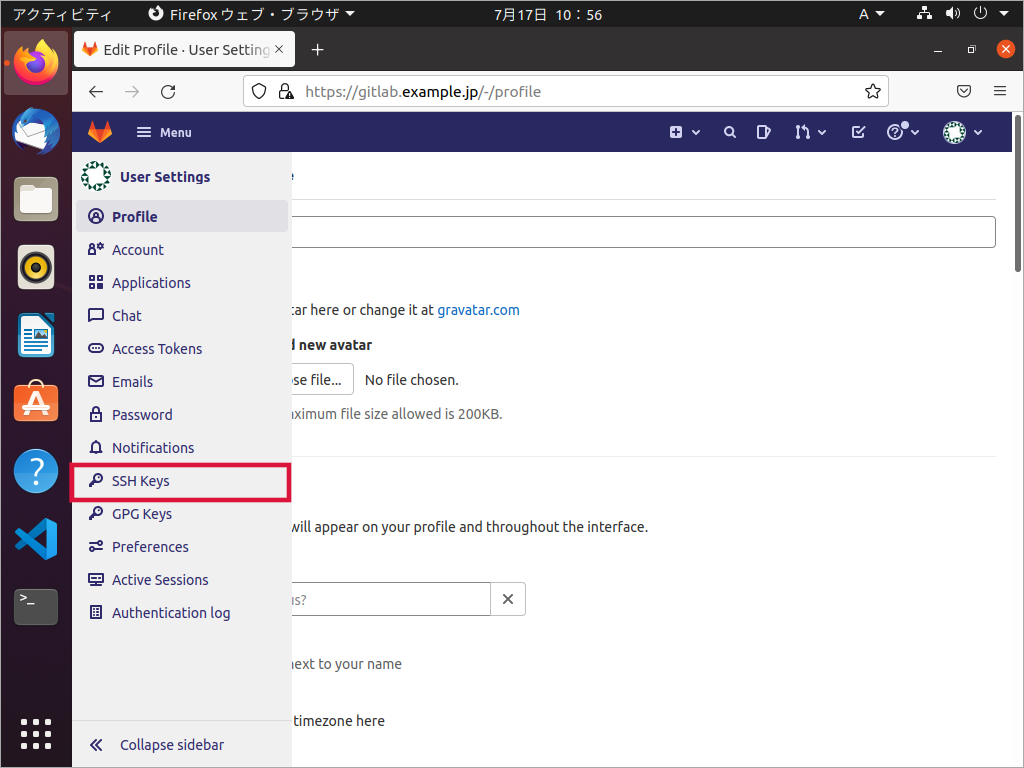 アクティビティ
Firefox ウェブ・ブラウザ
7月17日 10：56
A
Edit Profile · User Setting
https://gitlab.example.jp/-/profile
Menu
User Settings
Profile
Account
Applications
Chat
Access Tokens
Emails
Password
Notifications
SSH Keys
GPG Keys
Preferences
Active Sessions
Authentication log
Collapse sidebar
e
tar here or change it at gravatar.com
d new avatar
ose file...
No file chosen.
aximum file size allowed is 200KB.
will appear on your profile and throughout the interface.
us?
next to your name
timezone here